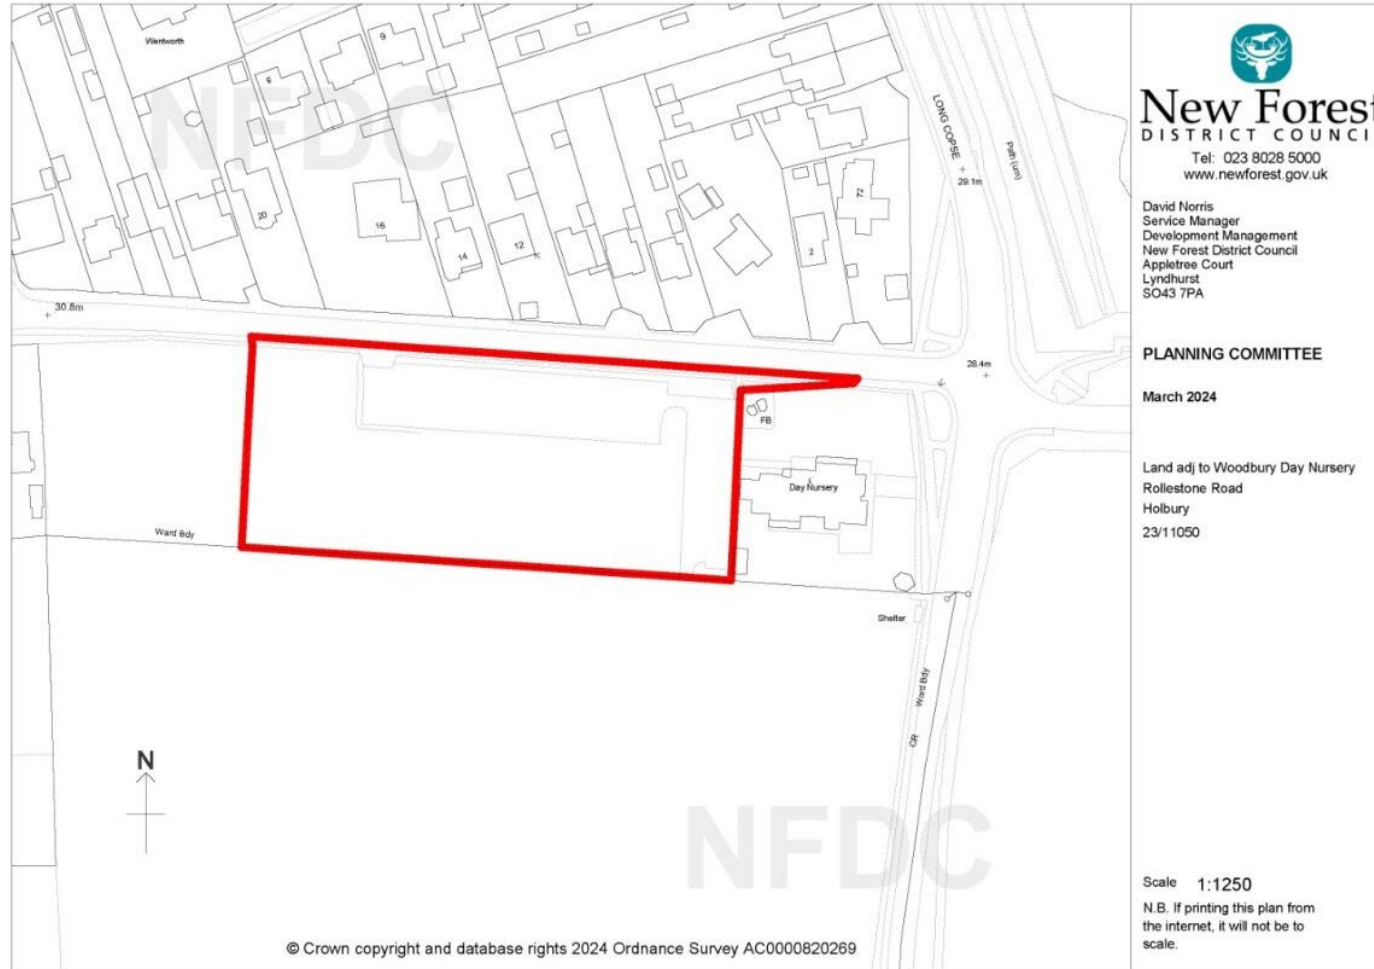 Wentworth
9
8
NFDC
20
16
14
12
2
72
LONG COPSE
29.1m
Path (um)
30.8m
28.4m
FB
Day Nursery
Ward Bdy
Shelter
Ward Bdy
CR
N
NFDC
© Crown copyright and database rights 2024 Ordnance Survey AC0000820269
New Forest
DISTRICT COUNCI
Tel: 023 8028 5000
www.newforest.gov.uk
David Norris
Service Manager
Development Management
New Forest District Council
Appletree Court
Lyndhurst
SO43 7PA
PLANNING COMMITTEE
March 2024
Land adj to Woodbury Day Nursery
Rollestone Road
Holbury
23/11050
Scale 1:1250
N.B. If printing this plan from
the internet, it will not be to
scale.